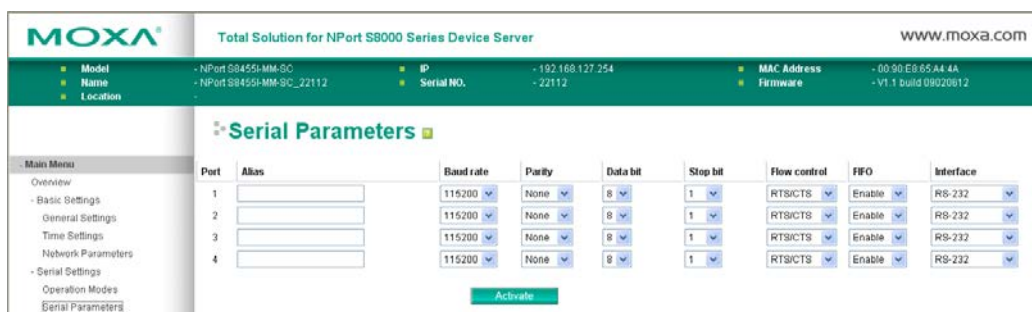 MOXA
Total Solution for NPort S8000 Series Device Server
www.moxa.com
Model - NPort S8455I-MM-SC IP - 192.168.127.254 MAC Address - 00:90:E8:65:A4:4A
Name - NPort S8455I-MM-SC_22112 Serial NO. - 22112 Firmware - V1.1 build 09020612
Location -
Serial Parameters
- Main Menu
Overview
- Basic Settings
General Settings
Time Settings
Network Parameters
- Serial Settings
Operation Modes
Serial Parameters
Port Alias Baud rate Parity Data bit Stop bit Flow control FIFO Interface
1 115200 None 8 1 RTS/CTS Enable RS-232
2 115200 None 8 1 RTS/CTS Enable RS-232
3 115200 None 8 1 RTS/CTS Enable RS-232
4 115200 None 8 1 RTS/CTS Enable RS-232
Activate